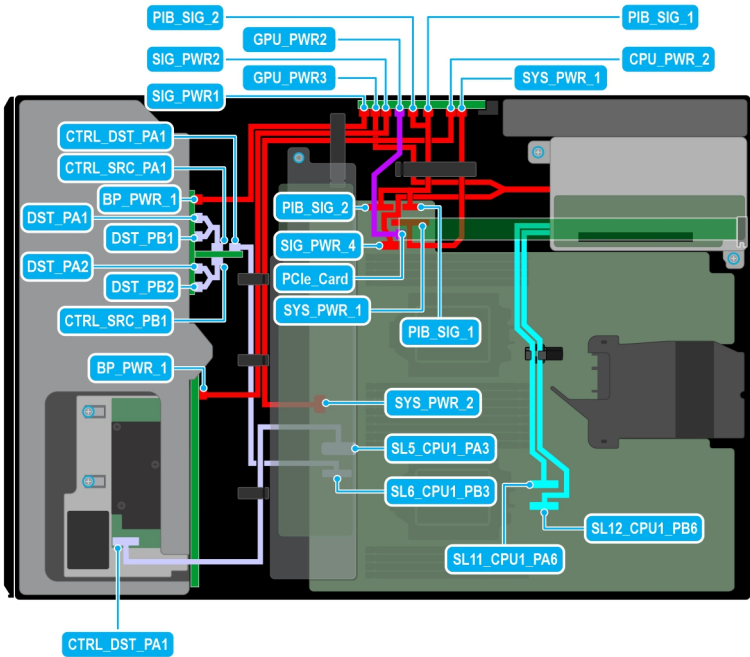 PIB_SIG_2
PIB_SIG_1
GPU_PWR2
SIG_PWR2
CPU_PWR_2
GPU_PWR3
SYS_PWR_1
SIG_PWR1
CTRL_DST_PA1
CTRL_SRC_PA1
BP_PWR_1
DST_PA1
PIB_SIG_2
DST_PB1
SIG_PWR_4
DST_PA2
PCIe_Card
DST_PB2
SYS_PWR_1
CTRL_SRC_PB1
PIB_SIG_1
BP_PWR_1
SYS_PWR_2
SL5_CPU1_PA3
SL6_CPU1_PB3
SL12_CPU1_PB6
SL11_CPU1_PA6
CTRL_DST_PA1